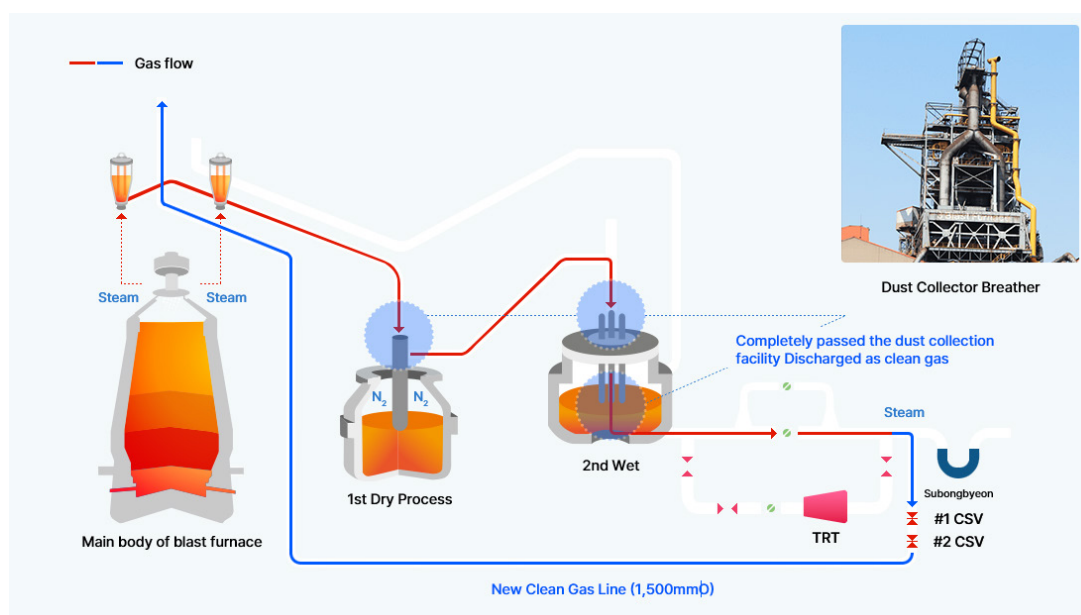 Gas flow
Dust Collector Breather
Steam
Steam
Completely passed the dust collection
facility Discharged as clean gas
N2
N2
Steam
2nd Wet
1st Dry Process
Subongbyeon
#1 CSV
TRT
#2 CSV
Main body of blast furnace
New Clean Gas Line (1,500mm⌀)